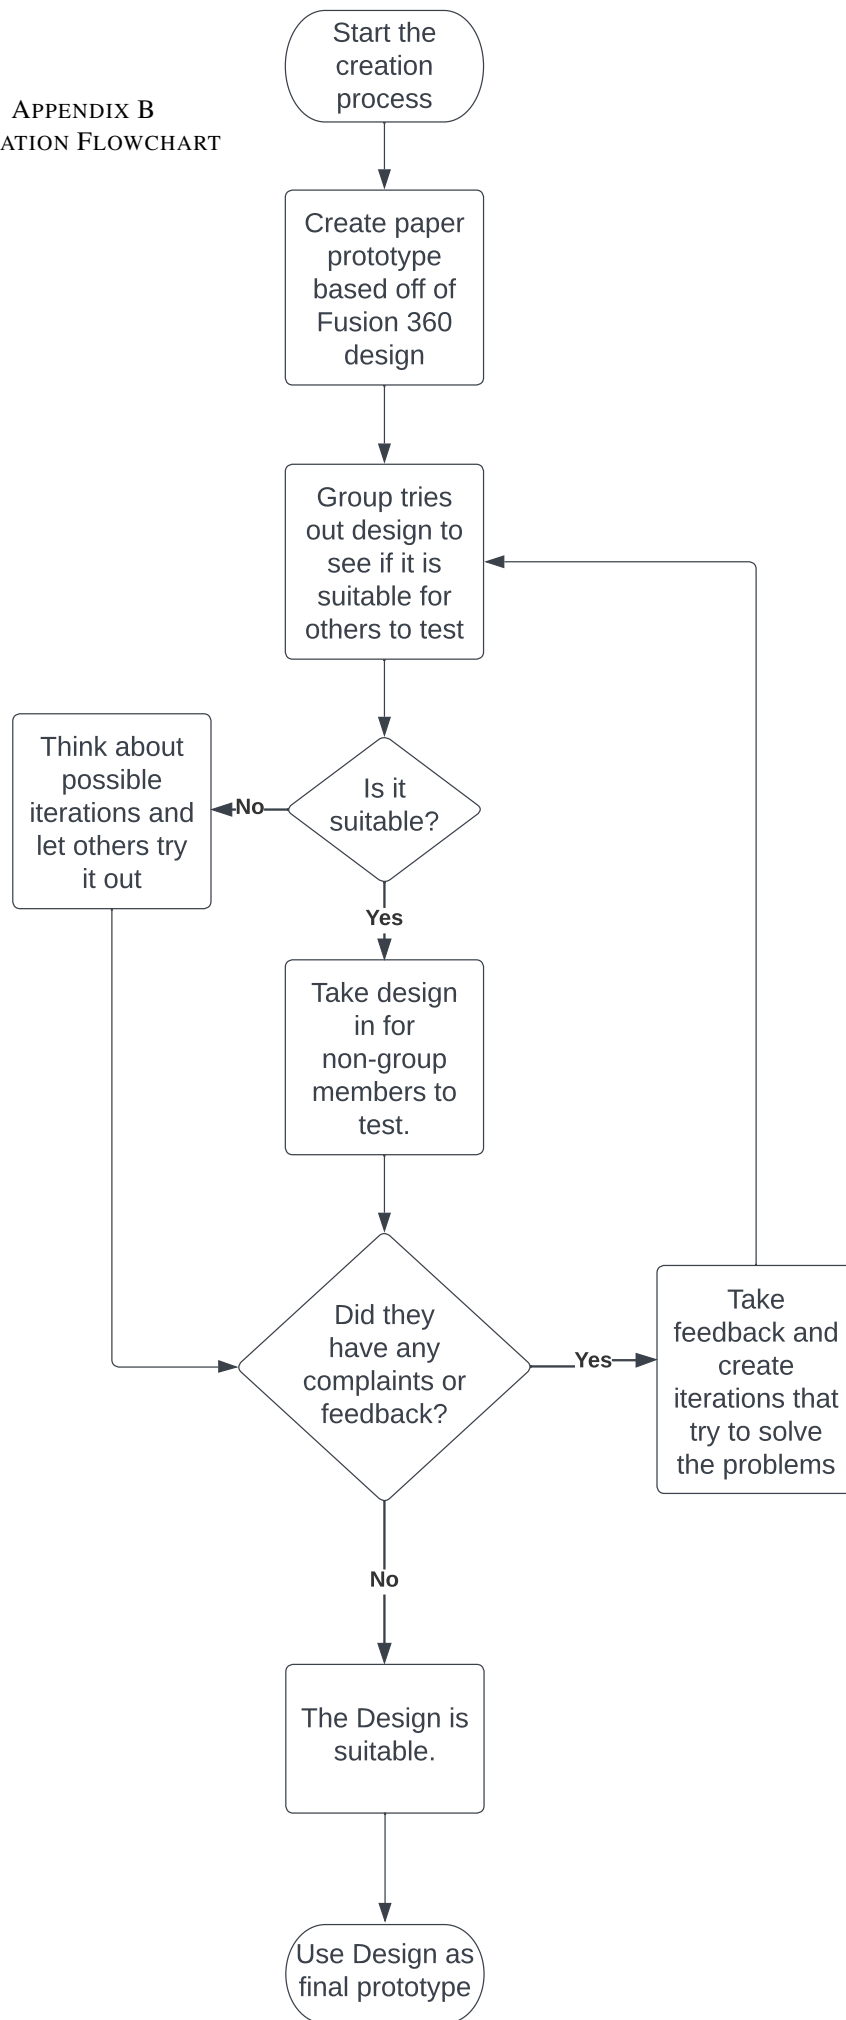 Start the
creation
process
APPENDIX B
ATION FLOWCHART
Create paper
prototype
based off of
Fusion 360
design
Group tries
out design to
see if it is
suitable for
others to test
Think about
possible
iterations and
let others try
it out
No
Is it
suitable?
Yes
Take design
in for
non-group
members to
test.
Did they
have any
complaints or
feedback?
Yes
Take
feedback and
create
iterations that
try to solve
the problems
No
The Design is
suitable.
Use Design as
final prototype